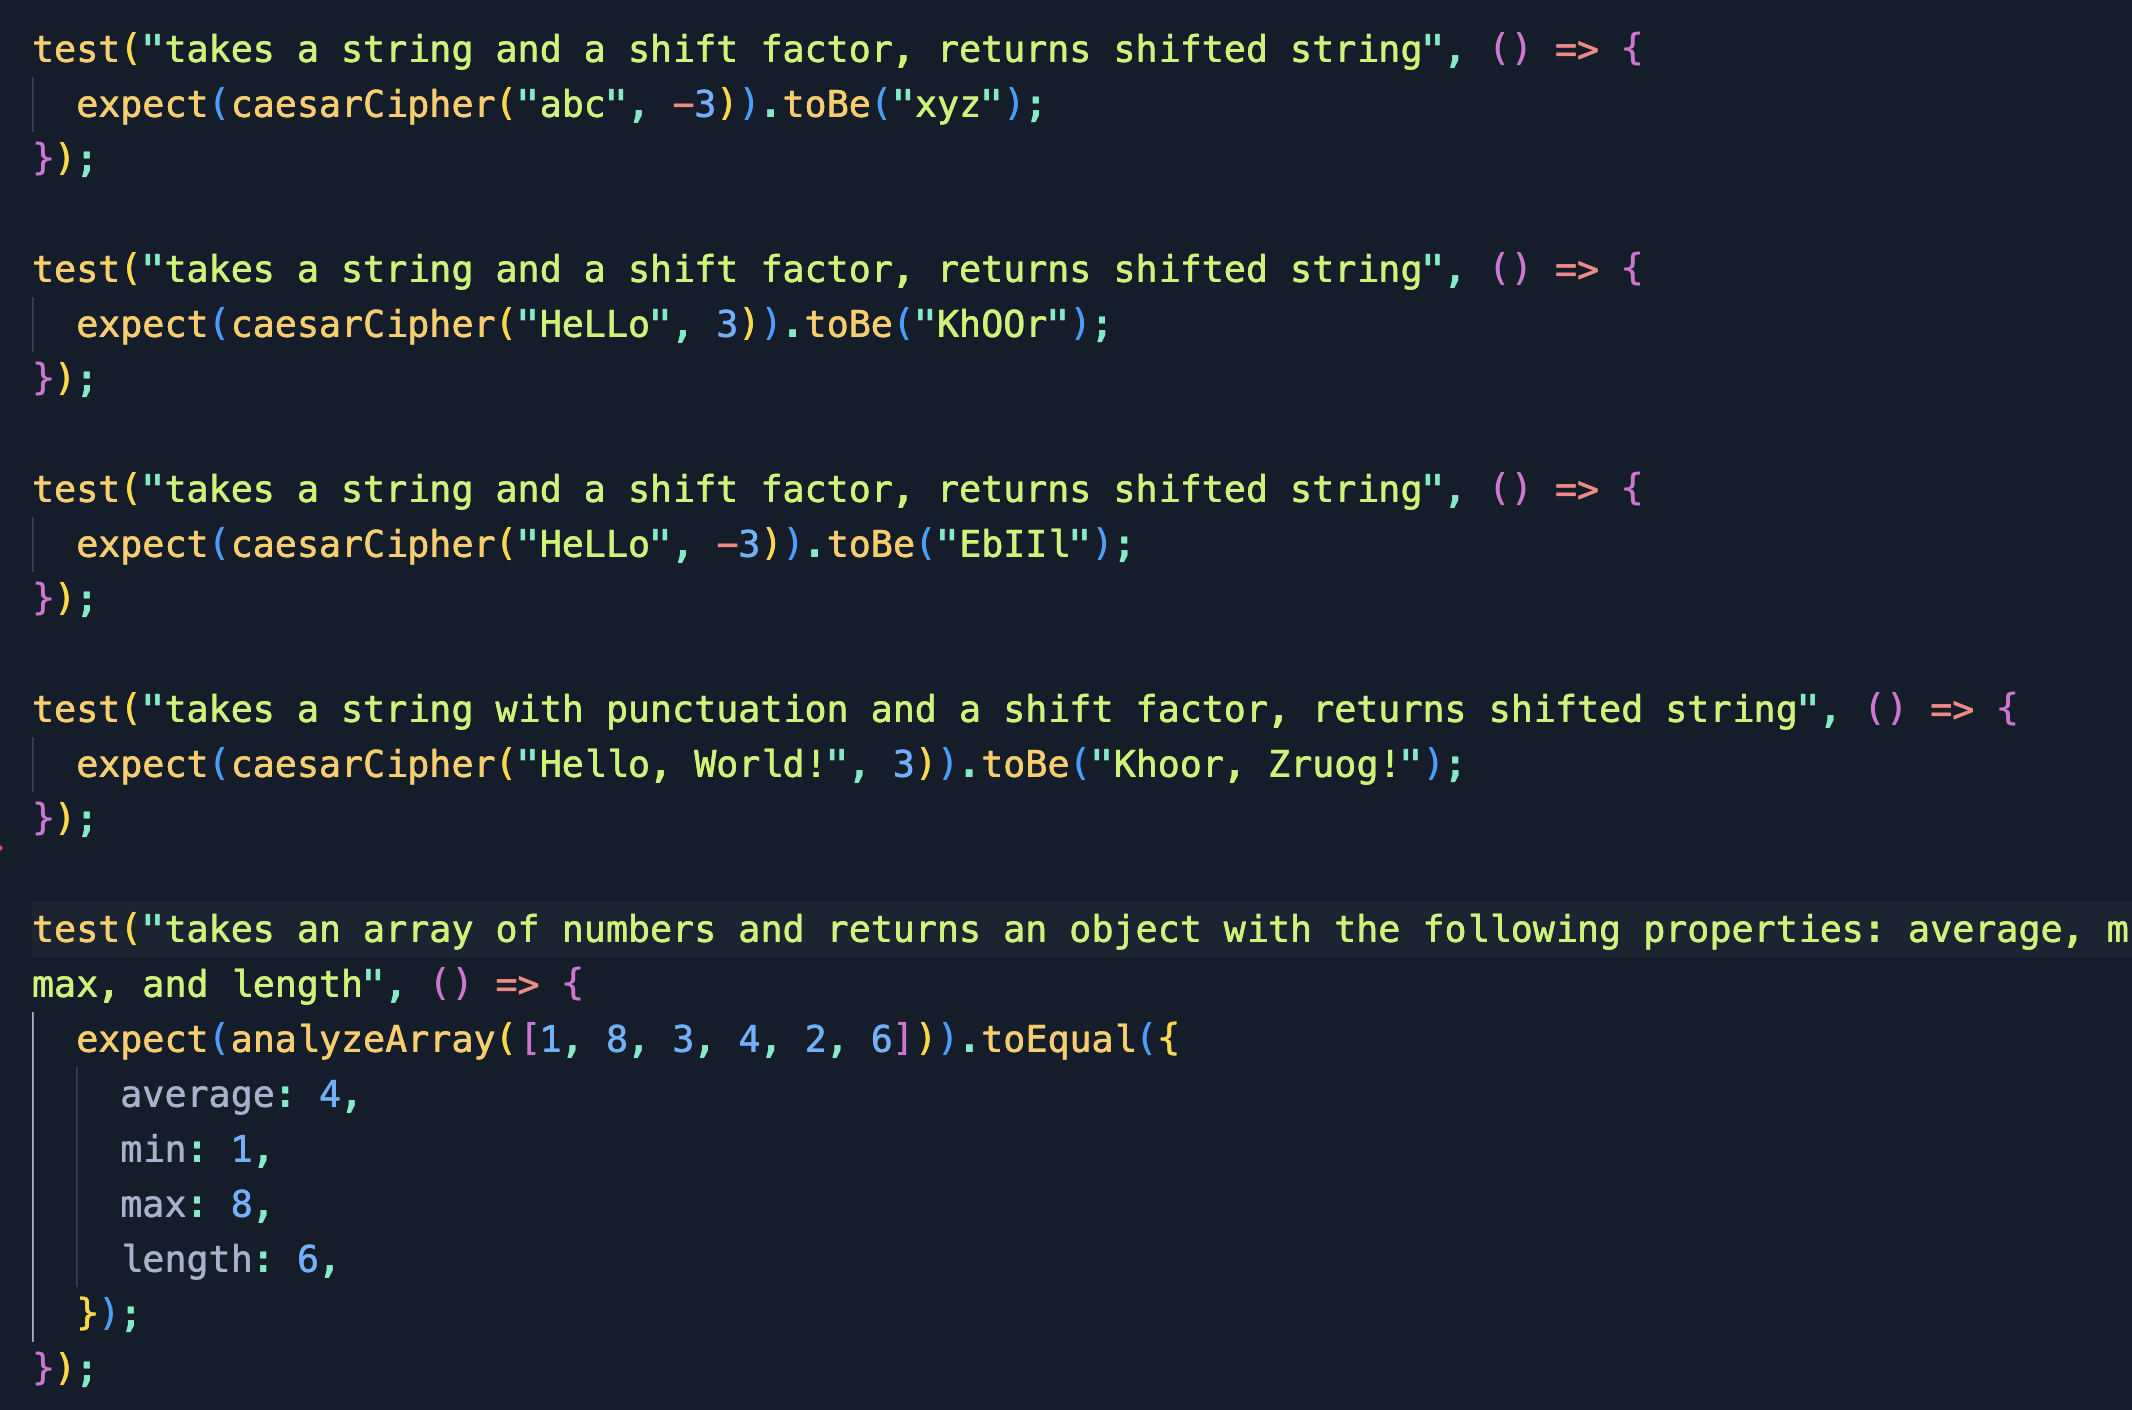 test("takes a string and a shift factor, returns shifted string", () => {
  expect(caesarCipher("abc", -3)).toBe("xyz");
});

test("takes a string and a shift factor, returns shifted string", () => {
  expect(caesarCipher("HeLLo", 3)).toBe("KhOOr");
});

test("takes a string and a shift factor, returns shifted string", () => {
  expect(caesarCipher("HeLLo", -3)).toBe("EbIIl");
});

test("takes a string with punctuation and a shift factor, returns shifted string", () => {
  expect(caesarCipher("Hello, World!", 3)).toBe("Khoor, Zruog!");
});

test("takes an array of numbers and returns an object with the following properties: average, m
max, and length", () => {
  expect(analyzeArray([1, 8, 3, 4, 2, 6])).toEqual({
    average: 4,
    min: 1,
    max: 8,
    length: 6,
  });
});